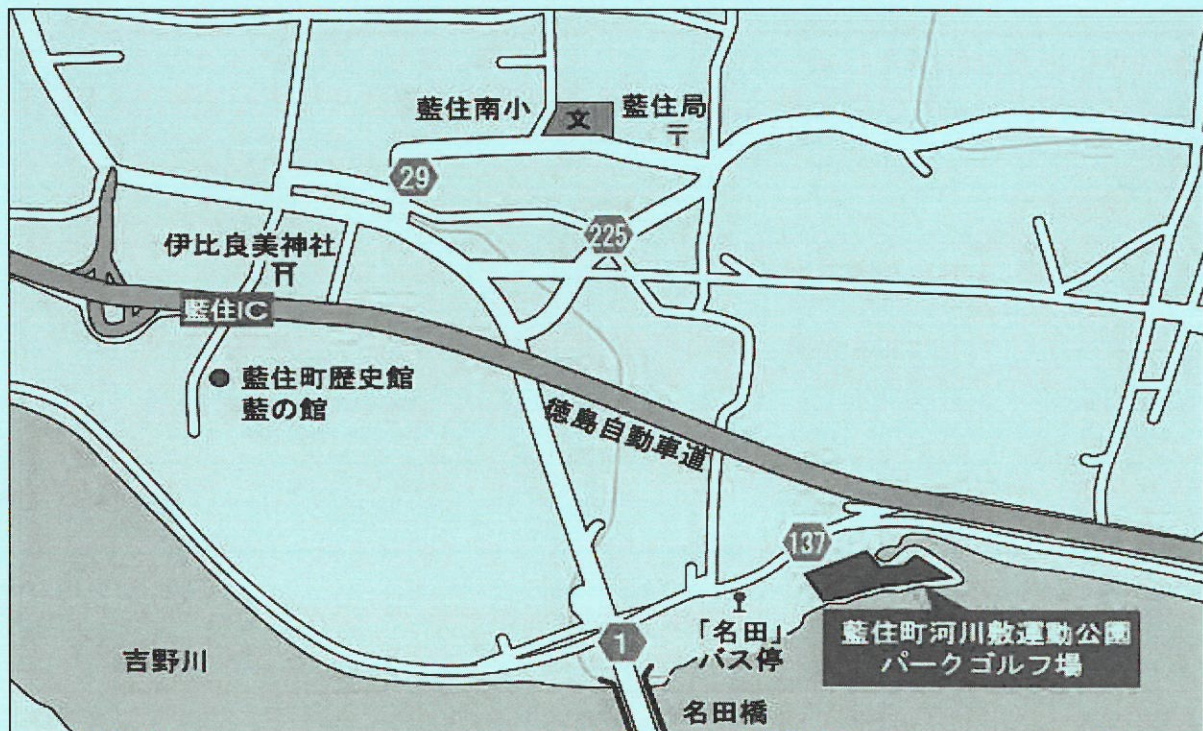 藍住南小
文
藍住局
〒
29
225
伊比良美神社
藍住IC
藍住町歴史館
藍の館
徳島自動車道
137
「名田」
バス停
藍住町河川敷運動公園
パークゴルフ場
1
吉野川
名田橋